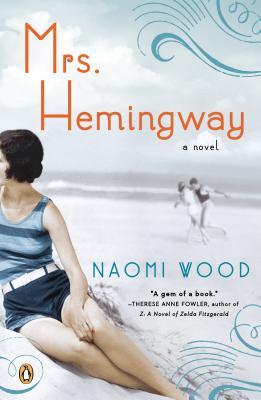 Mrs.
Hemingway
a novel
NAOMI WOOD
"A gem of a book."
–THERESE ANNE FOWLER, author of
Z: A Novel of Zelda Fitzgerald